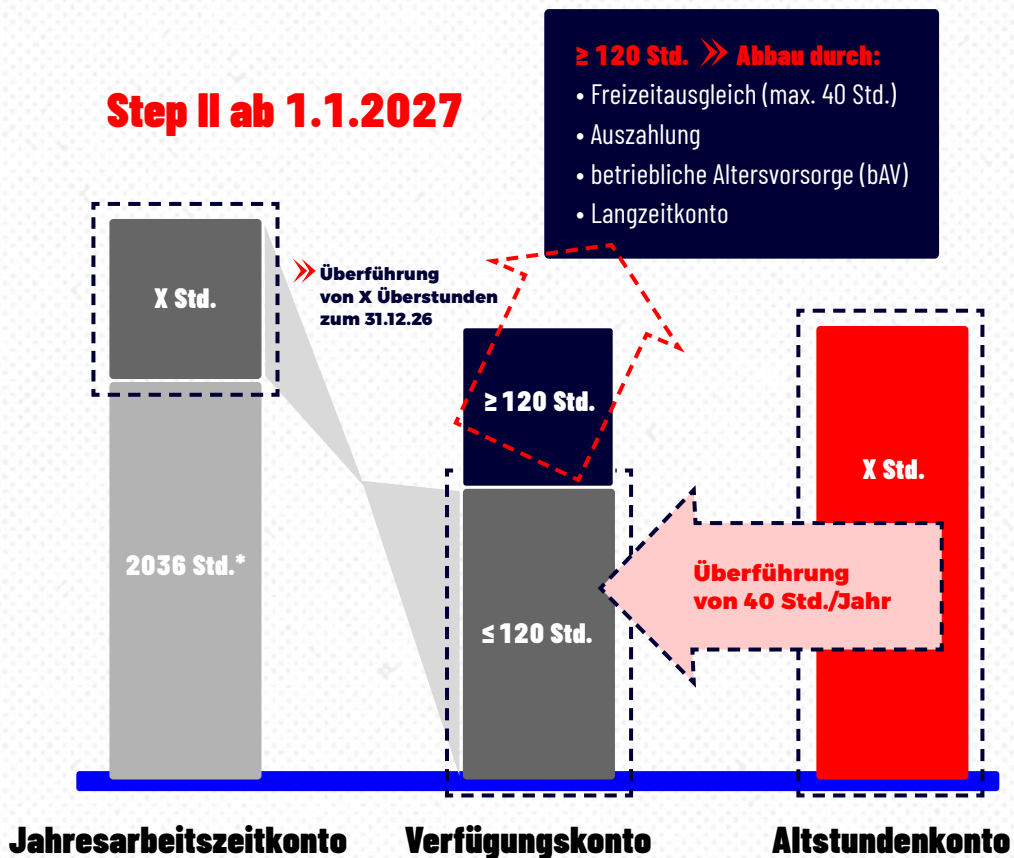 ≥ 120 Std. » Abbau durch:
• Freizeitausgleich (max. 40 Std.)
• Auszahlung
• betriebliche Altersvorsorge (bAV)
• Langzeitkonto
Step II ab 1.1.2027
X Std.
» Überführung
von X Überstunden
zum 31.12.26
≥ 120 Std.
X Std.
2036 Std.*
Überführung
von 40 Std./Jahr
≤ 120 Std.
Jahresarbeitszeitkonto
Verfügungskonto
Altstundenkonto